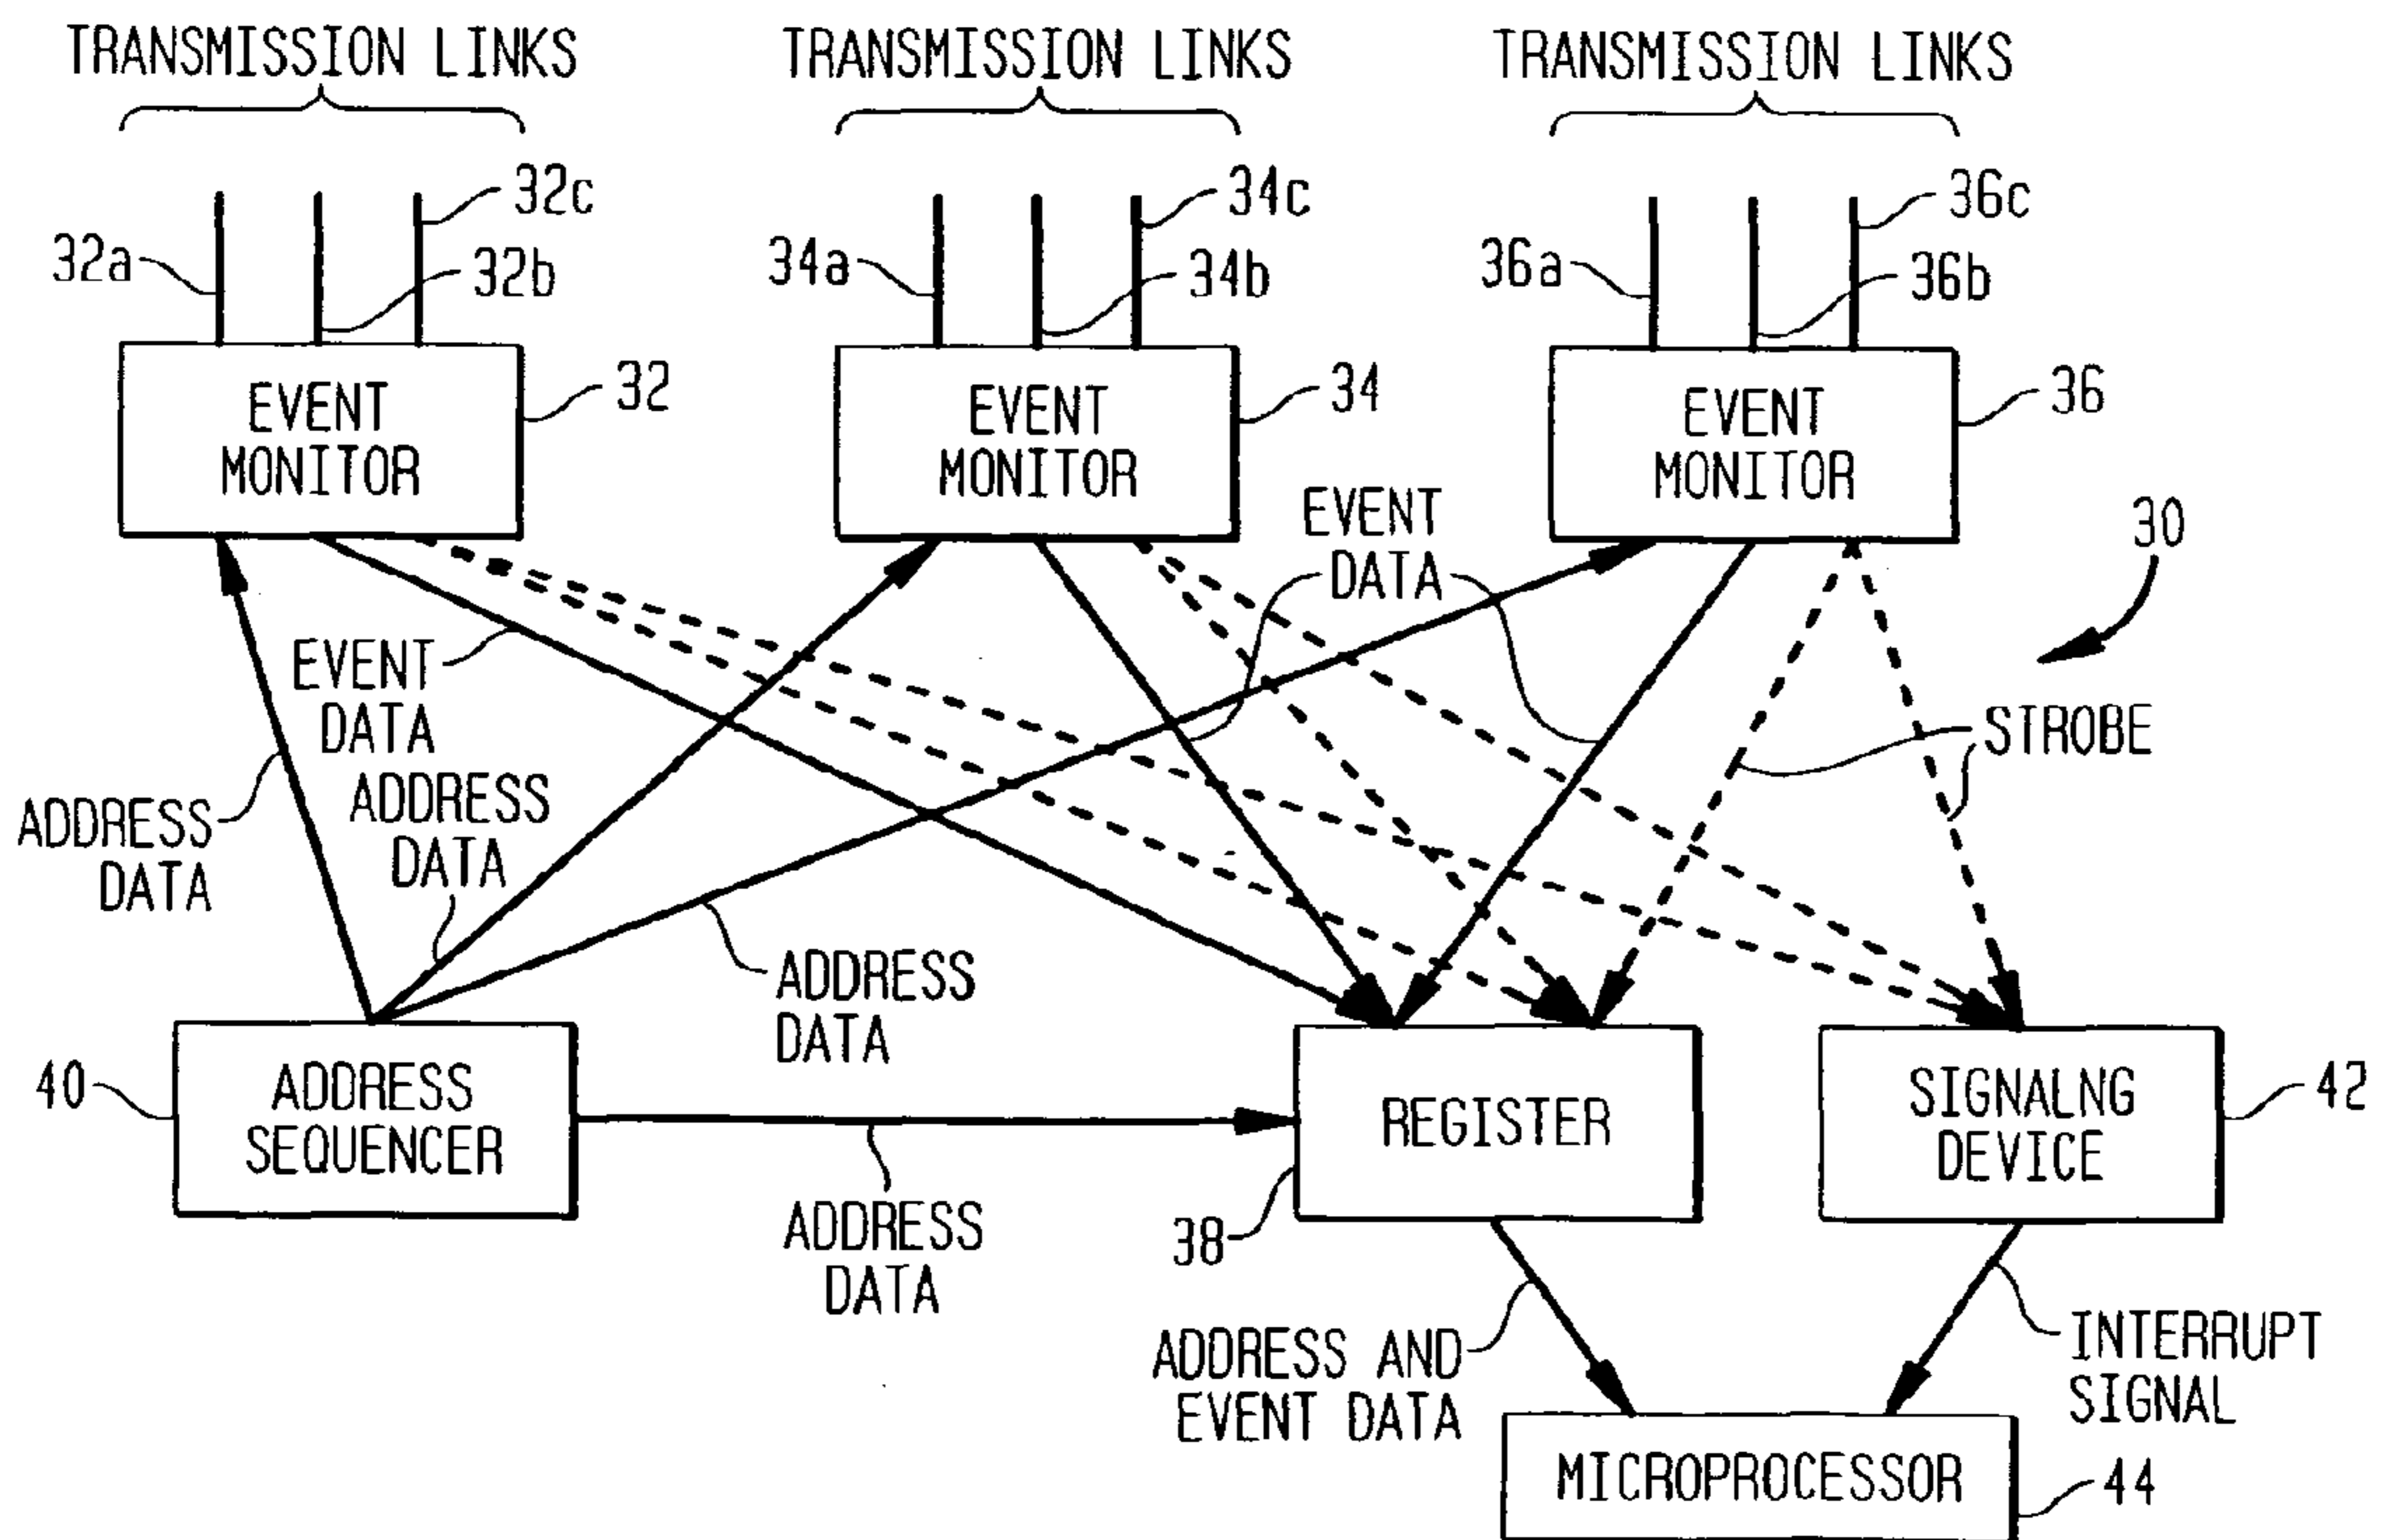 TRANSMISSION LINKS
TRANSMISSION LINKS
TRANSMISSION LINKS
32a
32b
32c
34a
34b
34c
36a
36b
36c
EVENT
MONITOR
32
EVENT
MONITOR
34
EVENT
MONITOR
36
EVENT
DATA
30
EVENT
DATA
STROBE
ADDRESS
DATA
ADDRESS
DATA
ADDRESS
DATA
40
ADDRESS
SEQUENCER
ADDRESS
DATA
REGISTER
38
SIGNALNG
DEVICE
42
ADDRESS AND
EVENT DATA
INTERRUPT
SIGNAL
MICROPROCESSOR
44